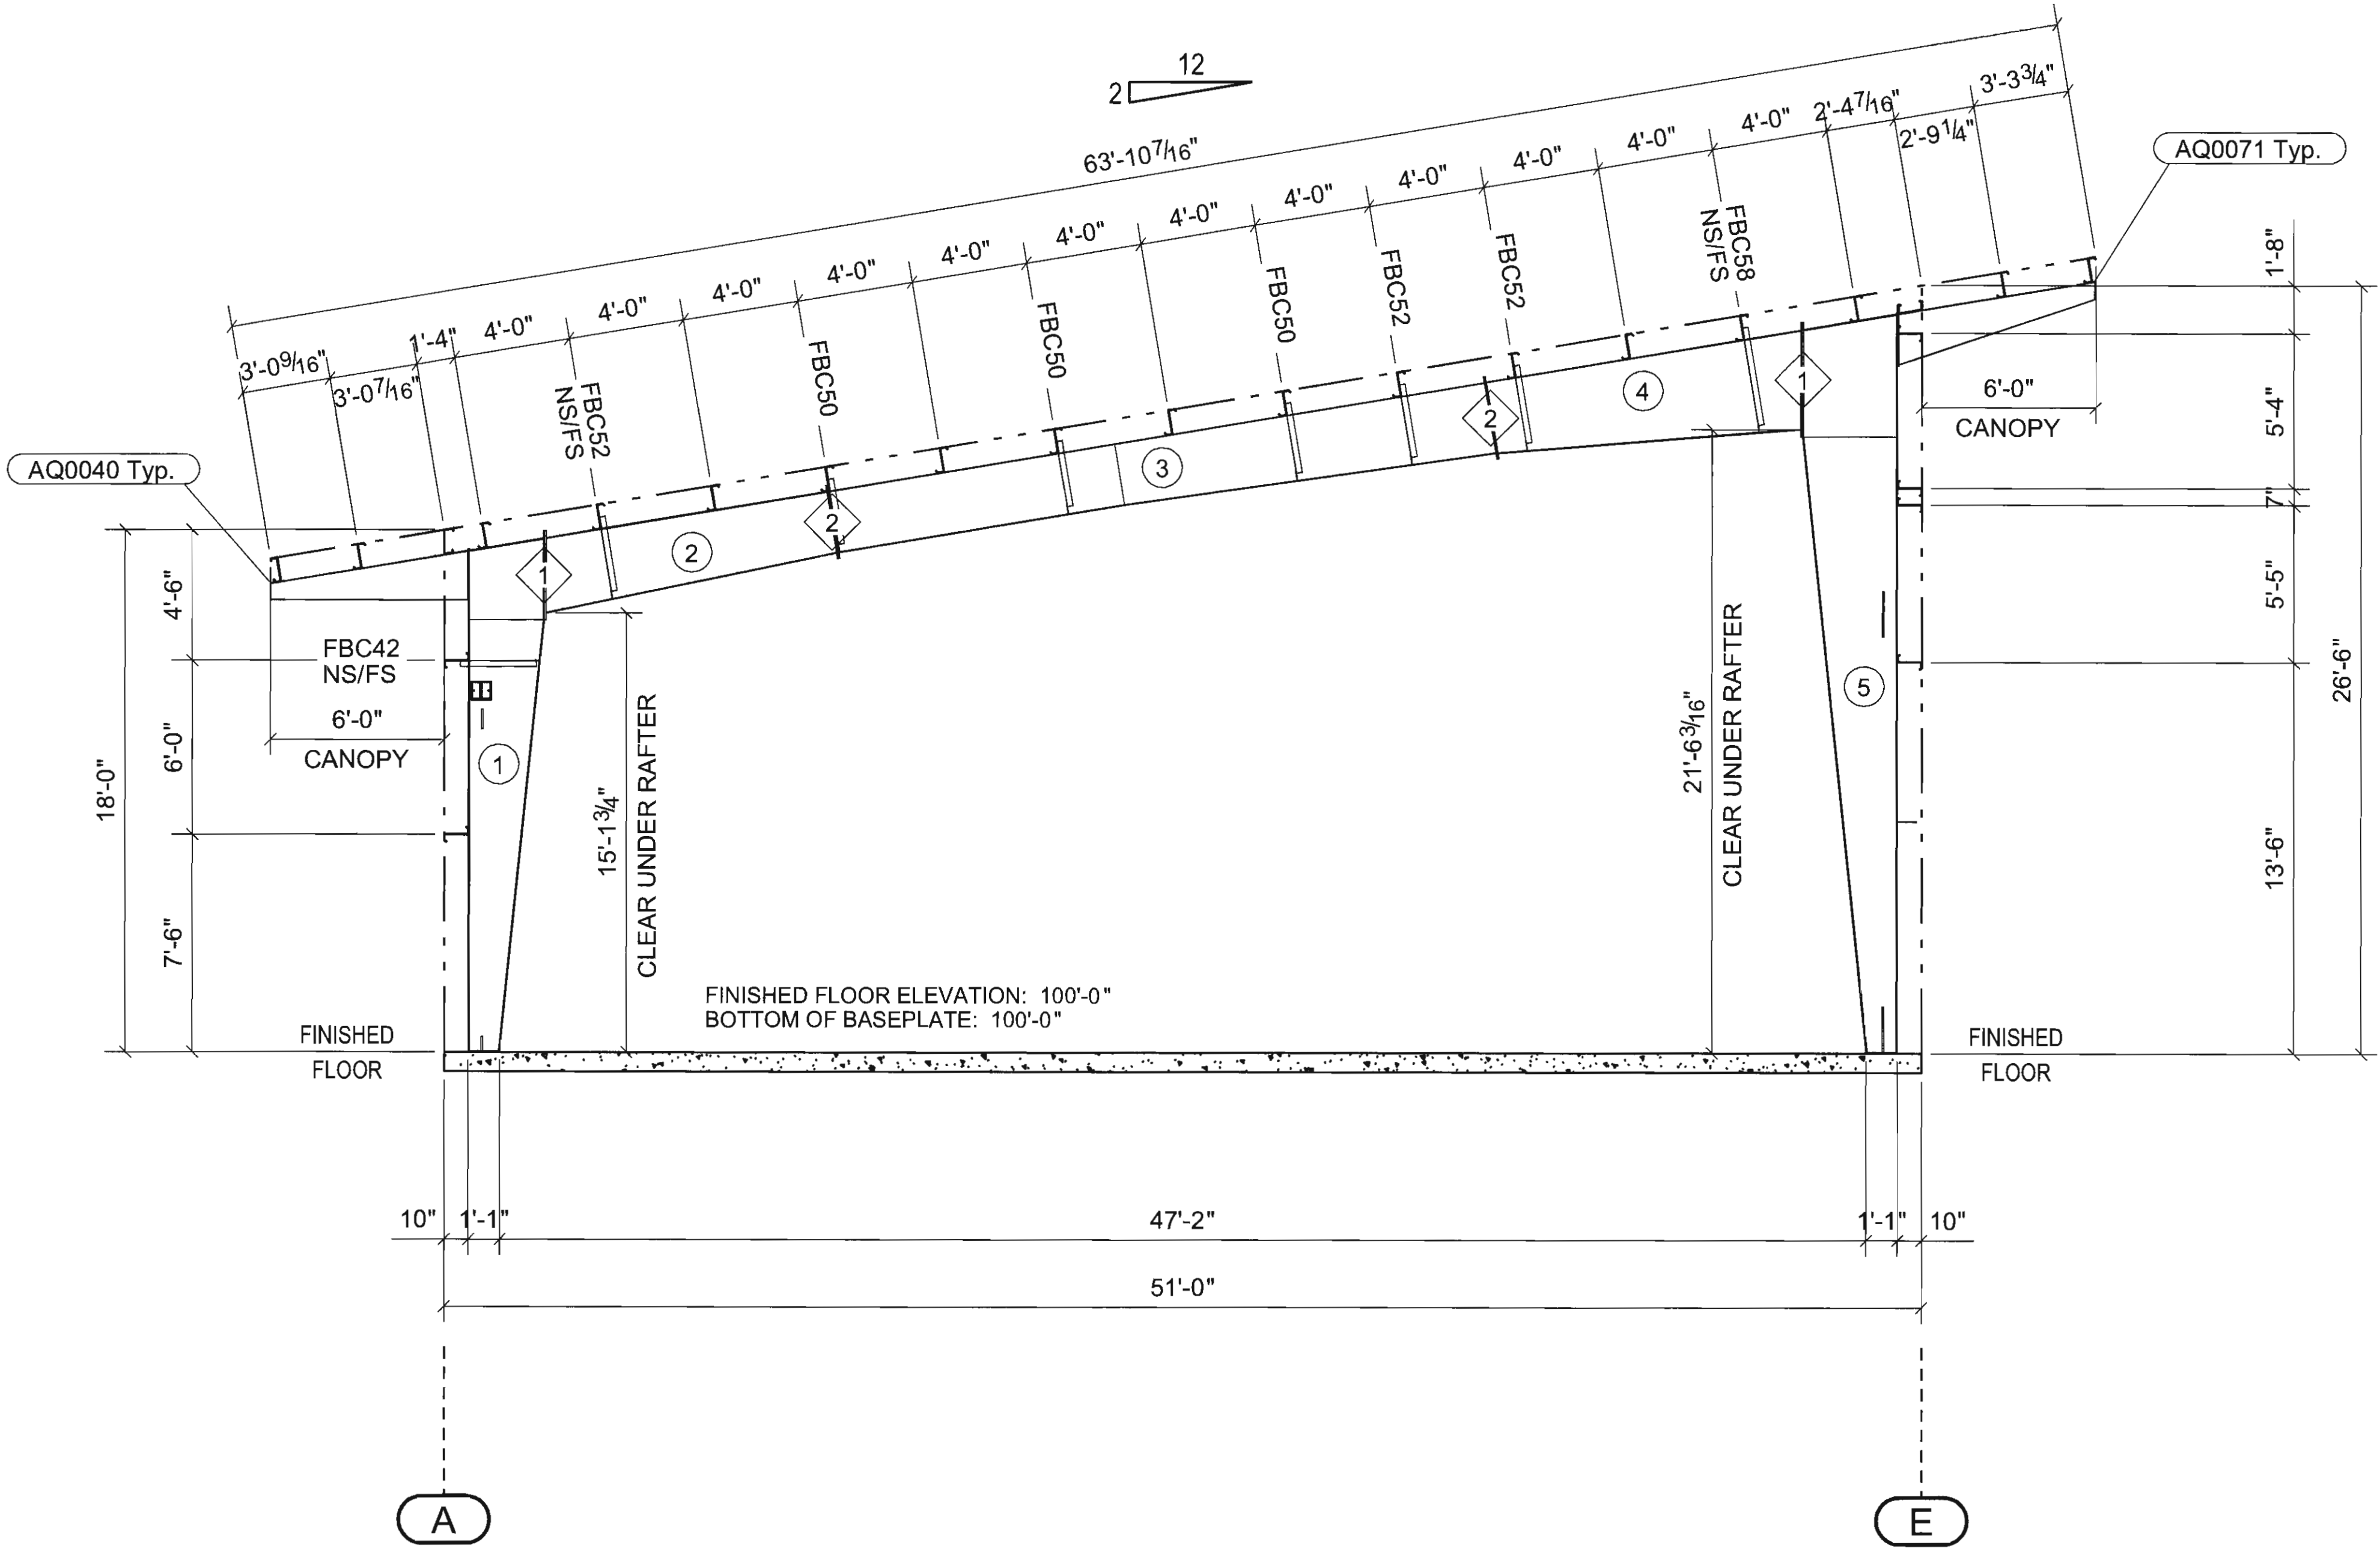 12
2
63'-10 7/16"
3'-0 9/16"
3'-0 7/16"
1'-4"
4'-0"
4'-0"
4'-0"
4'-0"
4'-0"
4'-0"
4'-0"
4'-0"
4'-0"
4'-0"
4'-0"
4'-0"
2'-4 7/16"
2'-9 1/4"
3'-3 3/4"
AQ0071 Typ.
AQ0040 Typ.
FBC52
NS/FS
FBC50
FBC50
FBC50
FBC52
FBC52
FBC58
NS/FS
1
2
2
3
2
4
1
1
5
FBC42
NS/FS
6'-0"
CANOPY
6'-0"
CANOPY
18'-0"
4'-6"
6'-0"
7'-6"
15'-1 3/4"
CLEAR UNDER RAFTER
21'-6 3/16"
CLEAR UNDER RAFTER
1'-8"
5'-4"
7"
5'-5"
13'-6"
26'-6"
FINISHED FLOOR ELEVATION: 100'-0"
BOTTOM OF BASEPLATE: 100'-0"
FINISHED
FLOOR
FINISHED
FLOOR
10"
1'-1"
47'-2"
1'-1"
10"
51'-0"
A
E